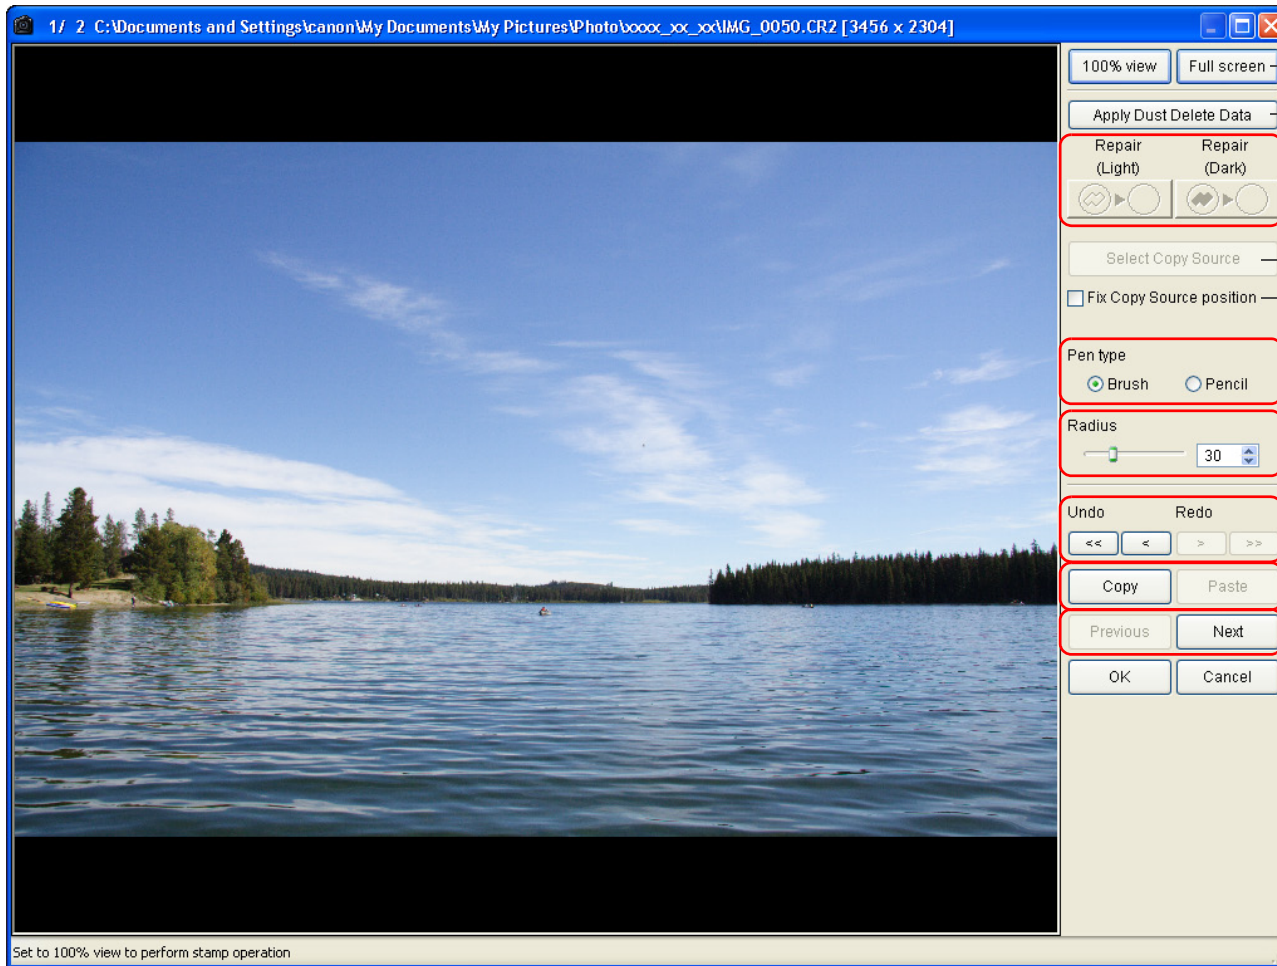 1/ 2 C:\Documents and Settings\canon\My Documents\My Pictures\Photo\xxxx_xx_xx\IMG_0050.CR2 [3456 x 2304]
100% view Full screen
Apply Dust Delete Data
Repair (Light) Repair (Dark)
Select Copy Source
Fix Copy Source position
Pen type
Brush Pencil
Radius
30
Undo Redo
<< < > >>
Copy Paste
Previous Next
OK Cancel
Set to 100% view to perform stamp operation